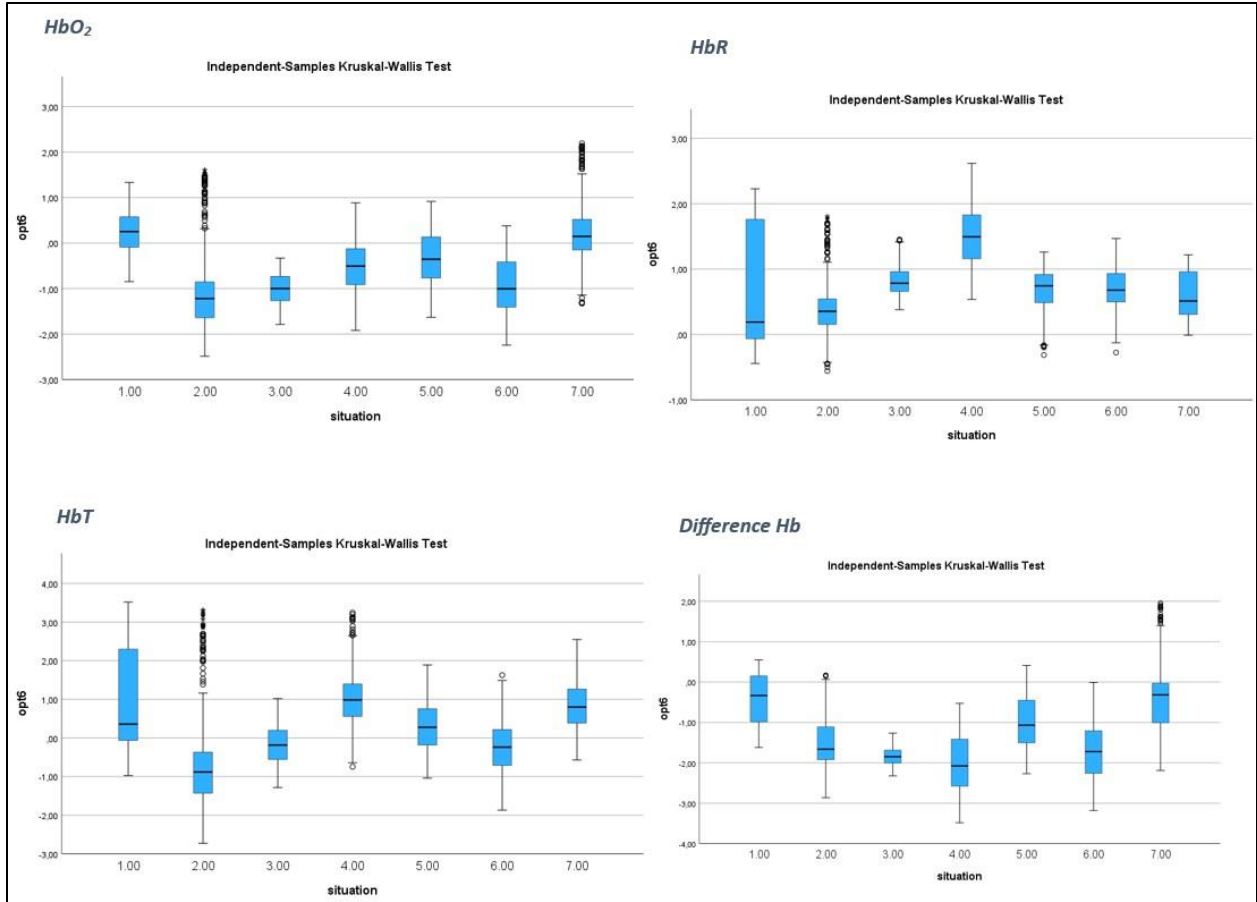 HbO₂
Independent-Samples Kruskal-Wallis Test
3,00
2,00
1,00
,00
-1,00
-2,00
-3,00
opt6
1.00 2.00 3.00 4.00 5.00 6.00 7.00
situation
HbR
Independent-Samples Kruskal-Wallis Test
3,00
2,00
1,00
,00
-1,00
opt6
1.00 2.00 3.00 4.00 5.00 6.00 7.00
situation
HbT
Independent-Samples Kruskal-Wallis Test
4,00
3,00
2,00
1,00
,00
-1,00
-2,00
-3,00
opt6
1.00 2.00 3.00 4.00 5.00 6.00 7.00
situation
Difference Hb
Independent-Samples Kruskal-Wallis Test
2,00
1,00
,00
-1,00
-2,00
-3,00
-4,00
opt6
1.00 2.00 3.00 4.00 5.00 6.00 7.00
situation